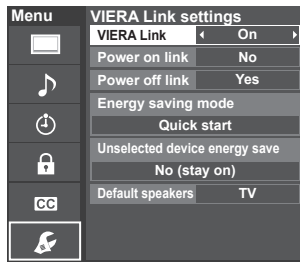 Menu
VIERA Link settings
VIERA Link On
Power on link No
Power off link Yes
Energy saving mode
Quick start
Unselected device energy save
No (stay on)
Default speakers TV
CC